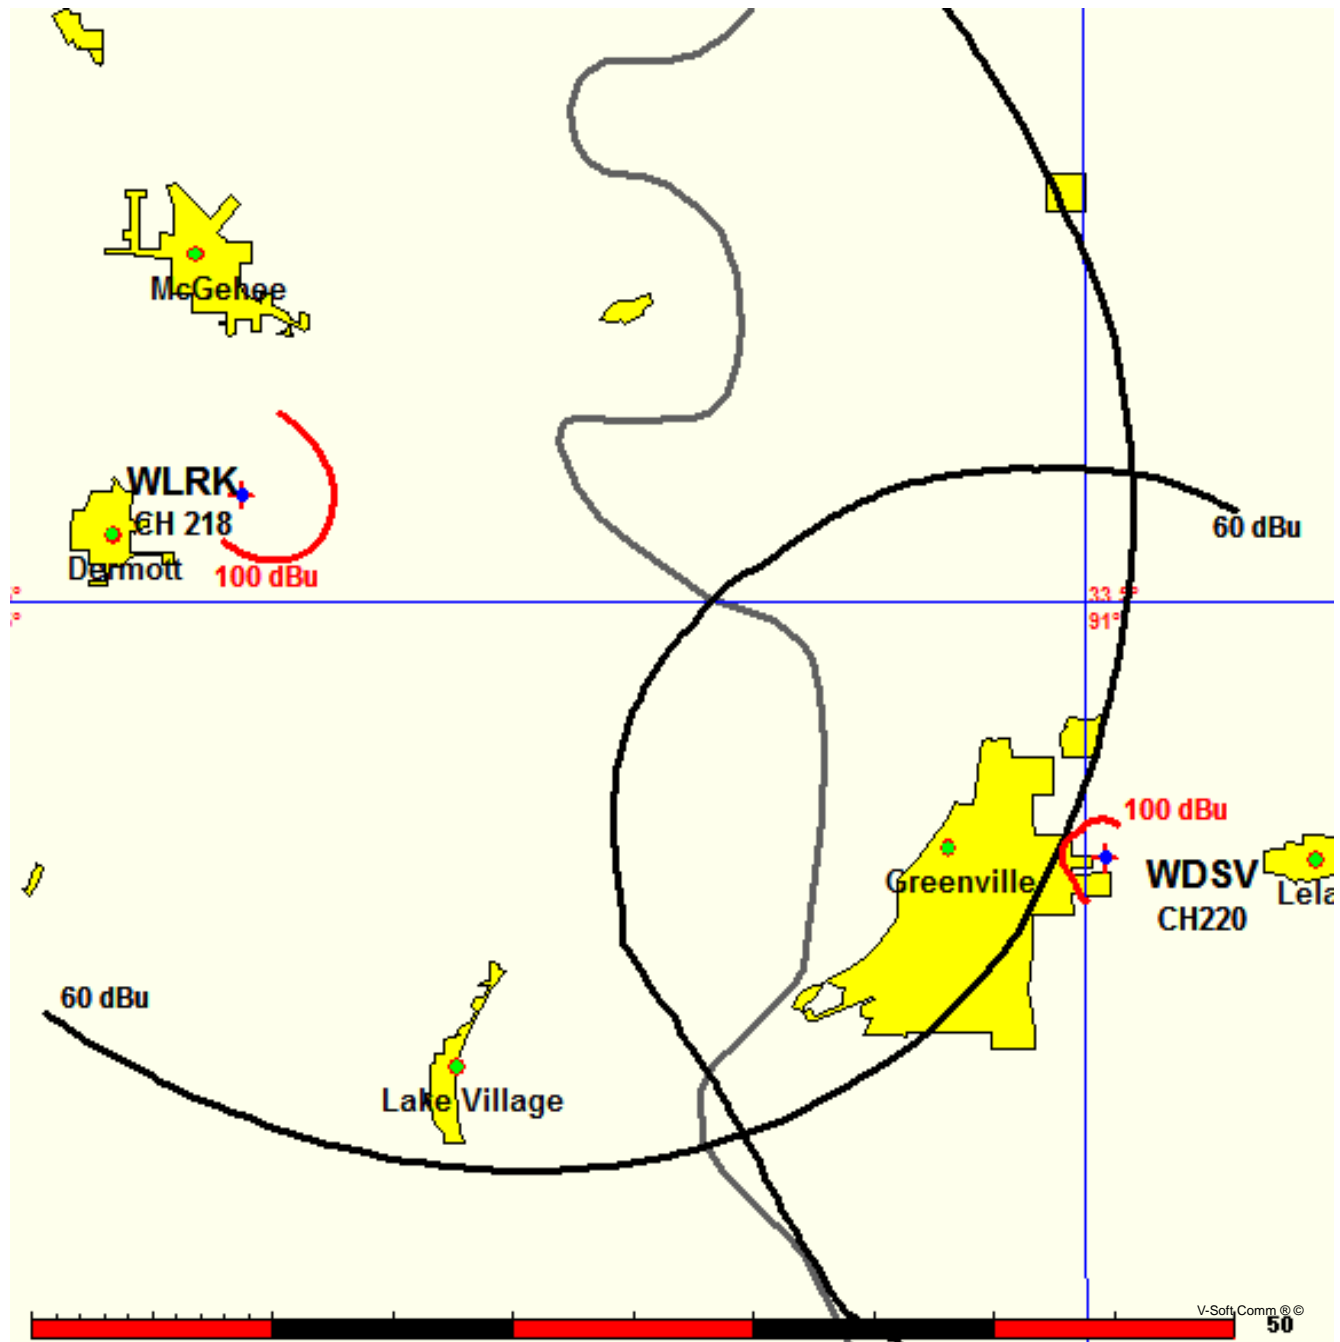 McGehee
WLRK
CH 218
Dermott
100 dBu
60 dBu
33.5°
91°
100 dBu
WDSV
CH220
Greenville
Lela
60 dBu
Lake Village
V-Soft Comm ® ©
50